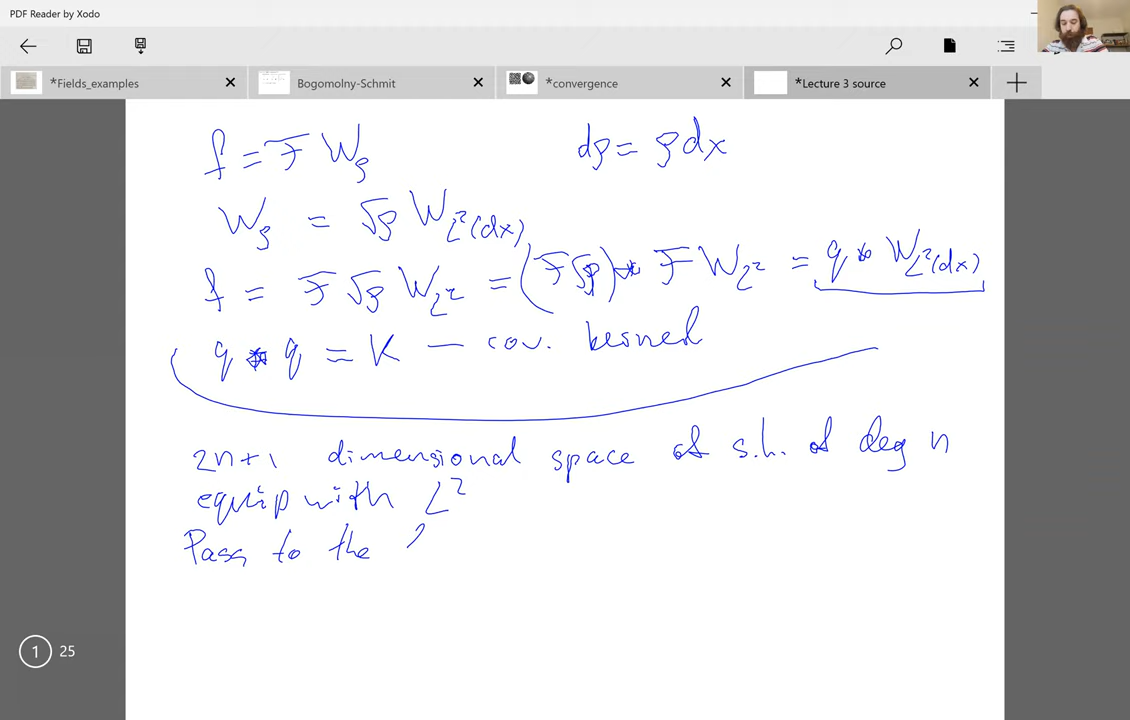 PDF Reader by Xodo
*Fields_examples
Bogomolny-Schmit
*convergence
*Lecture 3 source
f = ℱ W_ρ dρ = ρdx
W_ρ = √ρ W_{L²(dx)}
f = ℱ √ρ W_{L²} = (ℱ√ρ) * ℱ W_{L²} = q * W_{L²(dx)}
q * q = K — cov. kernel
2n+1 dimensional space of s.h. of deg n
equip with L²
Pass to the
1 25